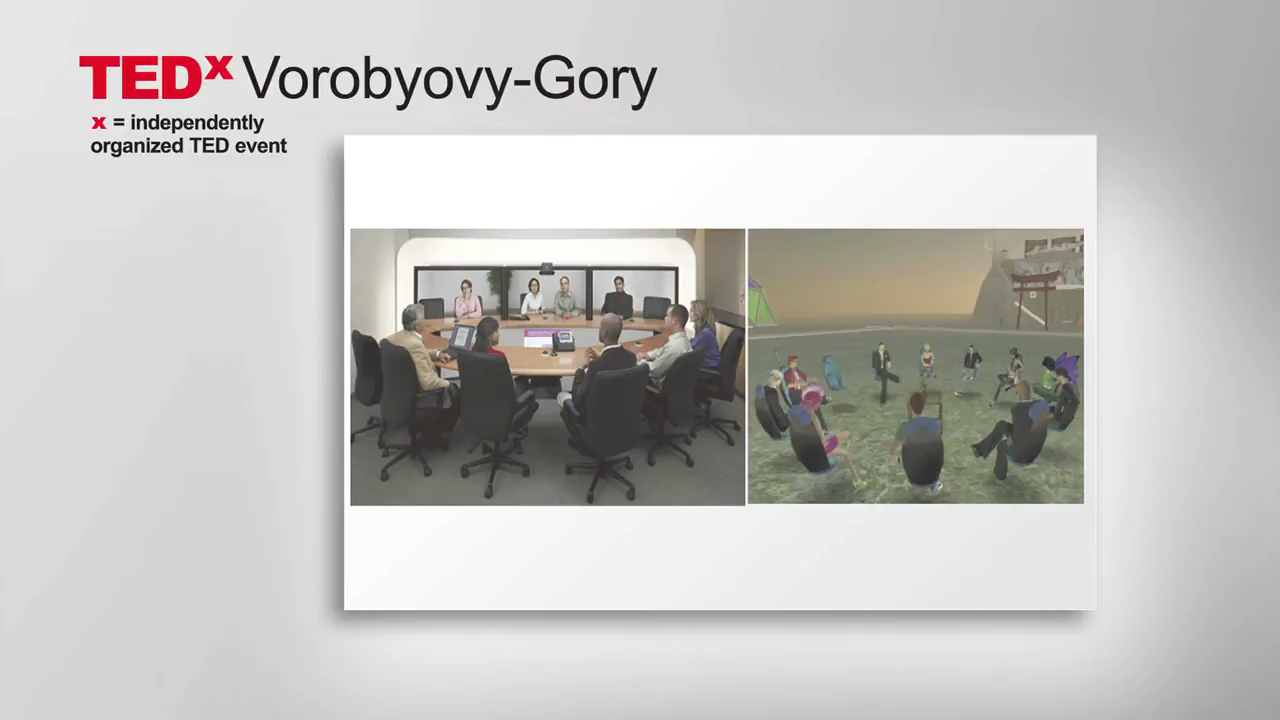 TEDx Vorobyovy-Gory
x = independently
organized TED event